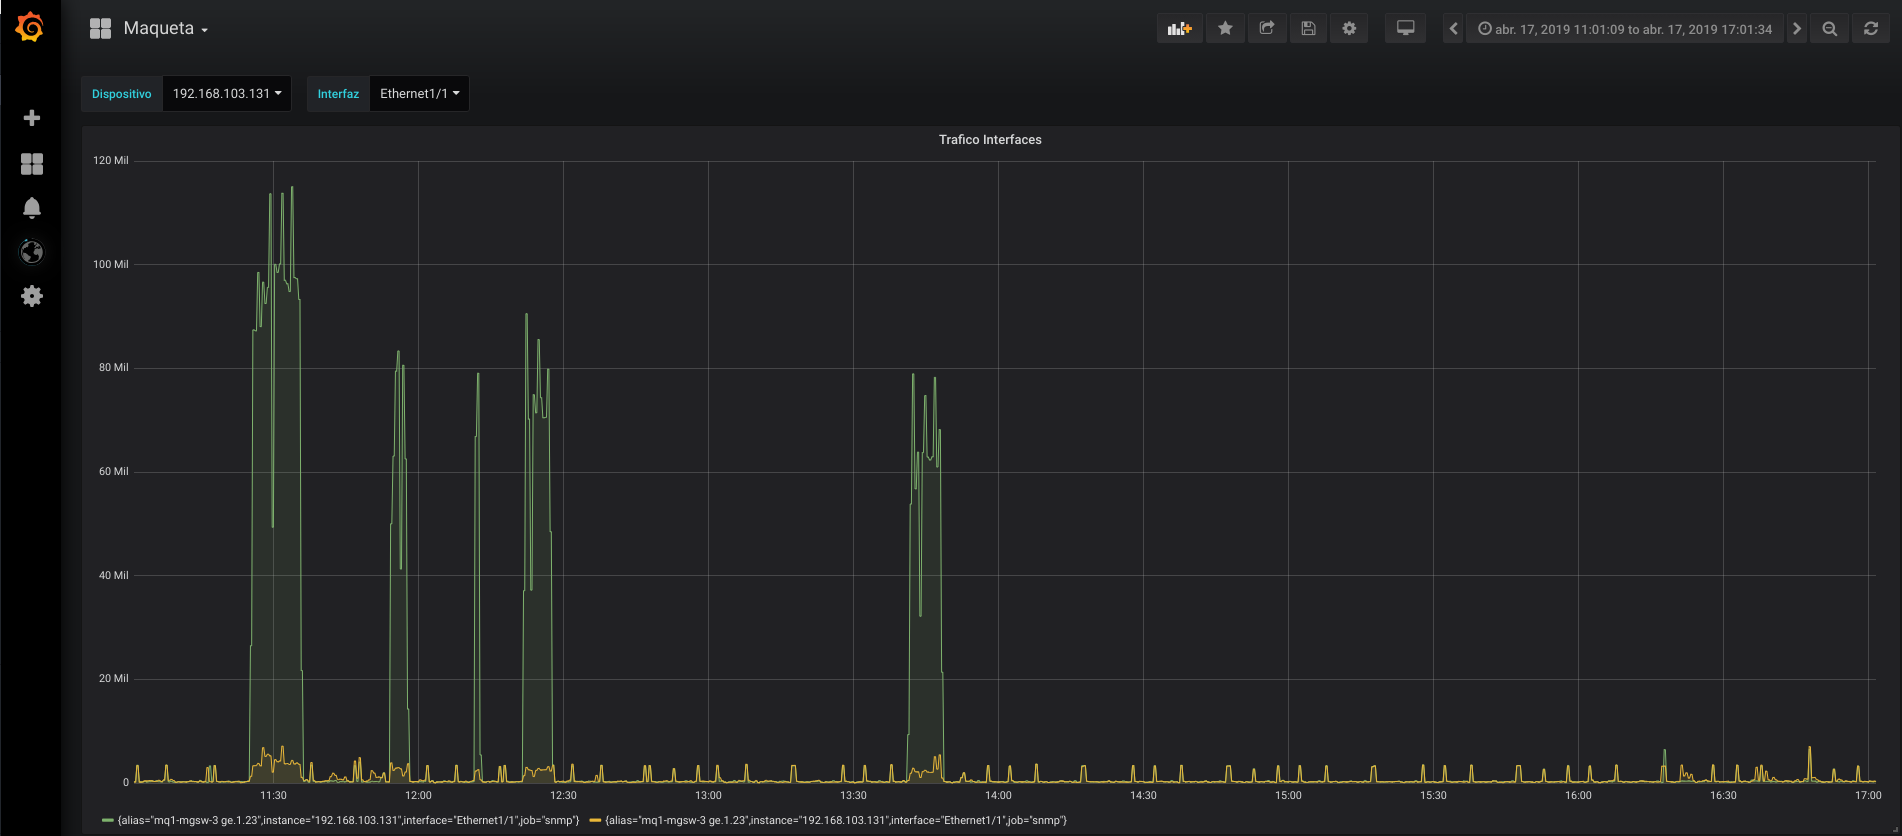 Maqueta
abr. 17, 2019 11:01:09 to abr. 17, 2019 17:01:34
Dispositivo 192.168.103.131 Interfaz Ethernet1/1
Trafico Interfaces
120 Mil
100 Mil
80 Mil
60 Mil
40 Mil
20 Mil
0
11:30 12:00 12:30 13:00 13:30 14:00 14:30 15:00 15:30 16:00 16:30 17:00
{alias="mq1-mgsw-3 ge.1.23",instance="192.168.103.131",interface="Ethernet1/1",job="snmp"} {alias="mq1-mgsw-3 ge.1.23",instance="192.168.103.131",interface="Ethernet1/1",job="snmp"}